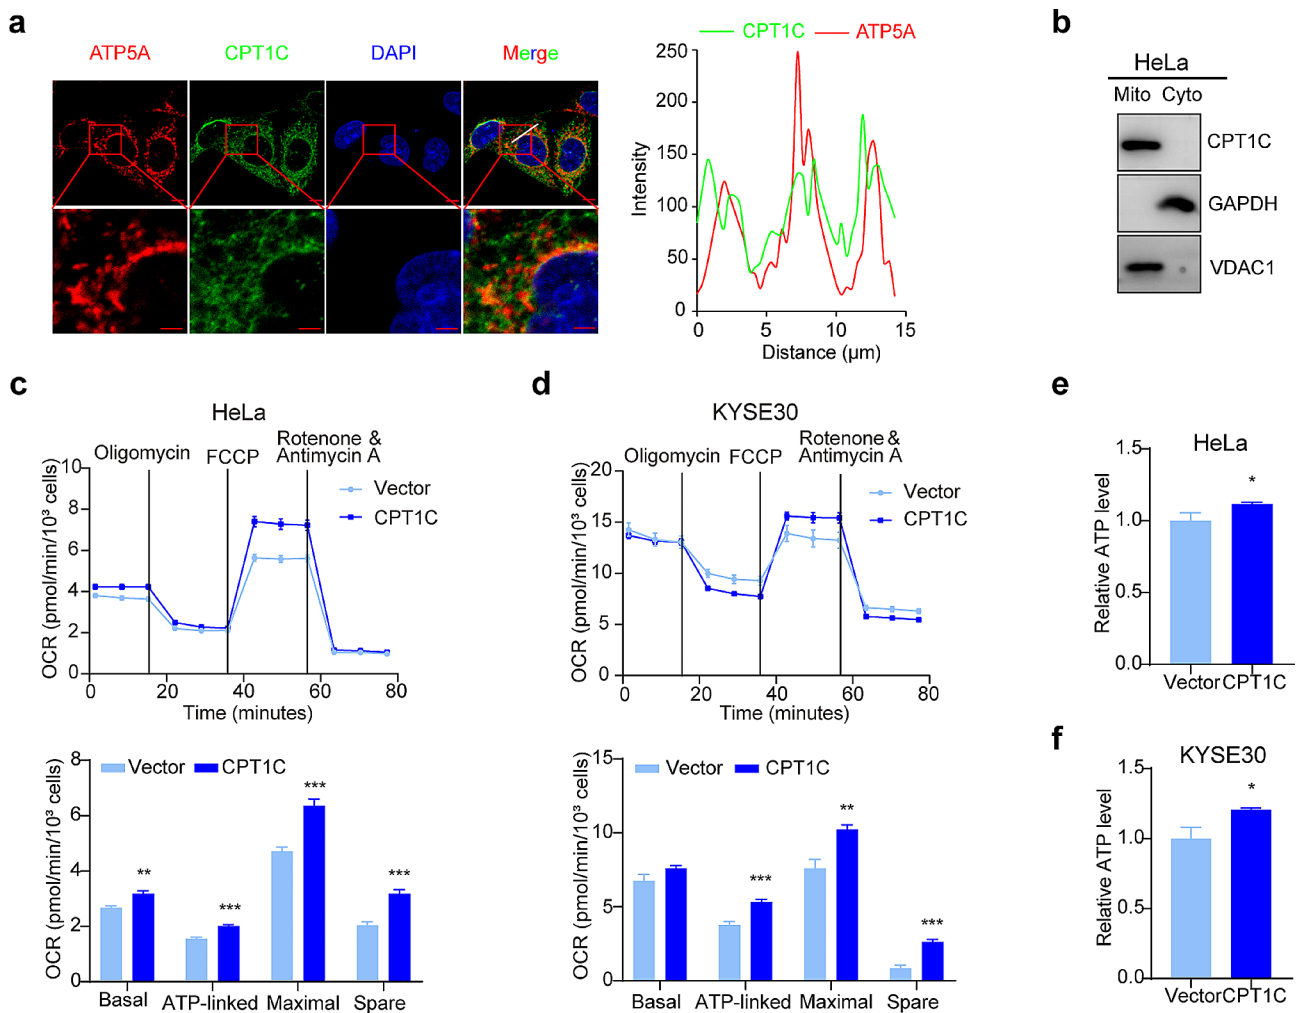 a
ATP5A
CPT1C
DAPI
Merge
CPT1C
ATP5A
250
200
150
100
50
0
Intensity
0
5
10
15
Distance (µm)
b
HeLa
Mito Cyto
CPT1C
GAPDH
VDAC1
c
HeLa
Oligomycin
FCCP
Rotenone &
Antimycin A
Vector
CPT1C
OCR (pmol/min/10³ cells)
10
8
6
4
2
0
0
20
40
60
80
Time (minutes)
Vector
CPT1C
OCR (pmol/min/10³ cells)
8
6
4
2
0
**
***
***
***
Basal
ATP-linked
Maximal
Spare
d
KYSE30
Oligomycin
FCCP
Rotenone &
Antimycin A
Vector
CPT1C
OCR (pmol/min/10³ cells)
20
15
10
5
0
0
20
40
60
80
Time (minutes)
Vector
CPT1C
OCR (pmol/min/10³ cells)
15
10
5
0
***
**
***
Basal
ATP-linked
Maximal
Spare
e
HeLa
Relative ATP level
1.5
1.0
0.5
0.0
*
Vector CPT1C
f
KYSE30
Relative ATP level
1.5
1.0
0.5
0.0
*
Vector CPT1C